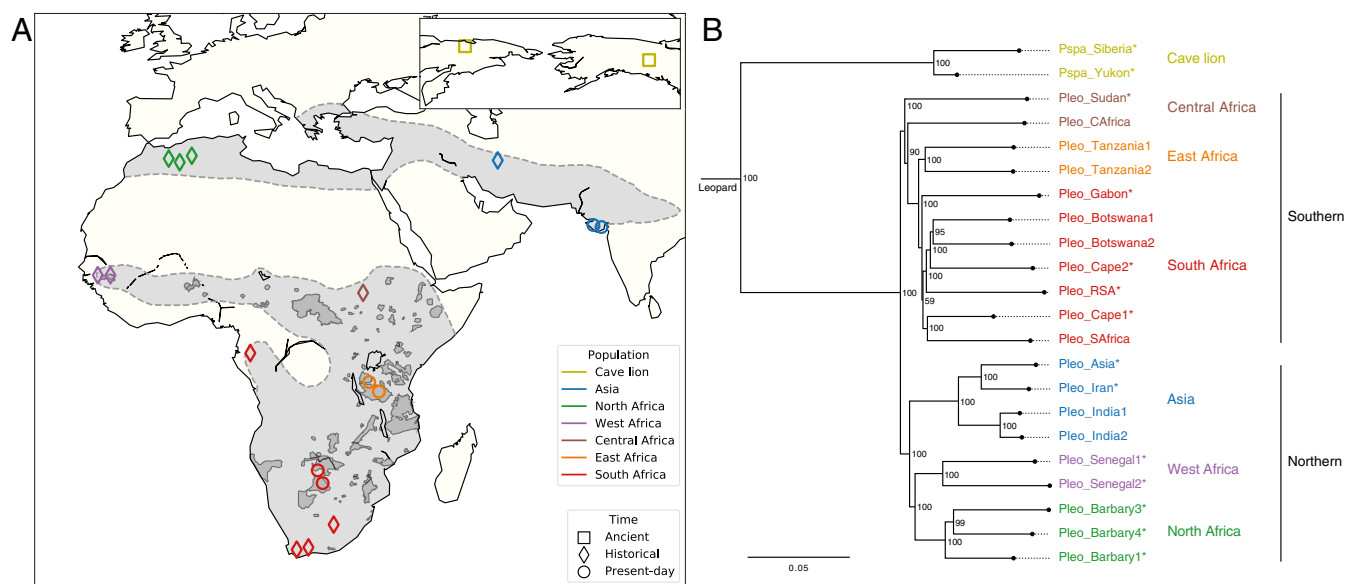 A
Population
Cave lion
Asia
North Africa
West Africa
Central Africa
East Africa
South Africa
Time
Ancient
Historical
Present-day
B
Leopard
100
100
Pspa_Siberia*
Pspa_Yukon*
Cave lion
100
100
Pleo_Sudan*
Pleo_CAfrica
Central Africa
90
100
Pleo_Tanzania1
Pleo_Tanzania2
East Africa
100
Pleo_Gabon*
95
Pleo_Botswana1
Pleo_Botswana2
100
Pleo_Cape2*
South Africa
59
Pleo_RSA*
100
Pleo_Cape1*
Pleo_SAfrica
Southern
100
Pleo_Asia*
100
Pleo_Iran*
100
Pleo_India1
Pleo_India2
Asia
100
100
Pleo_Senegal1*
Pleo_Senegal2*
West Africa
100
99
Pleo_Barbary3*
Pleo_Barbary4*
100
Pleo_Barbary1*
North Africa
Northern
0.05